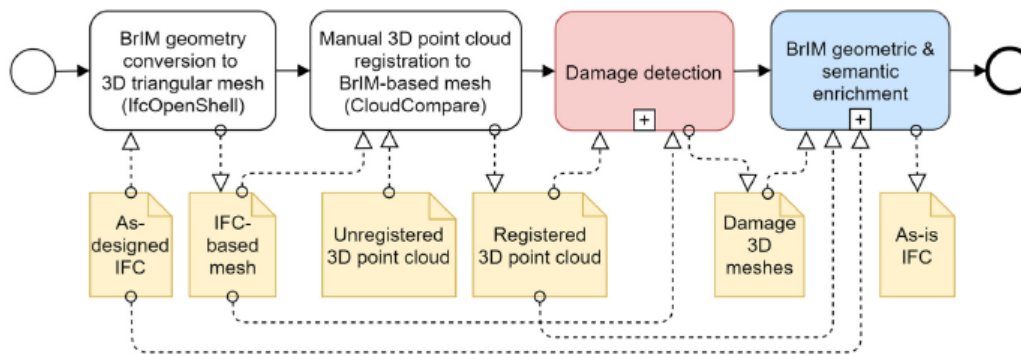 BrIM geometry
conversion to
3D triangular mesh
(IfcOpenShell)
Manual 3D point cloud
registration to
BrIM-based mesh
(CloudCompare)
Damage detection
+
BrIM geometric &
semantic
enrichment
+
As-
designed
IFC
IFC-
based
mesh
Unregistered
3D point cloud
Registered
3D point cloud
Damage
3D
meshes
As-is
IFC